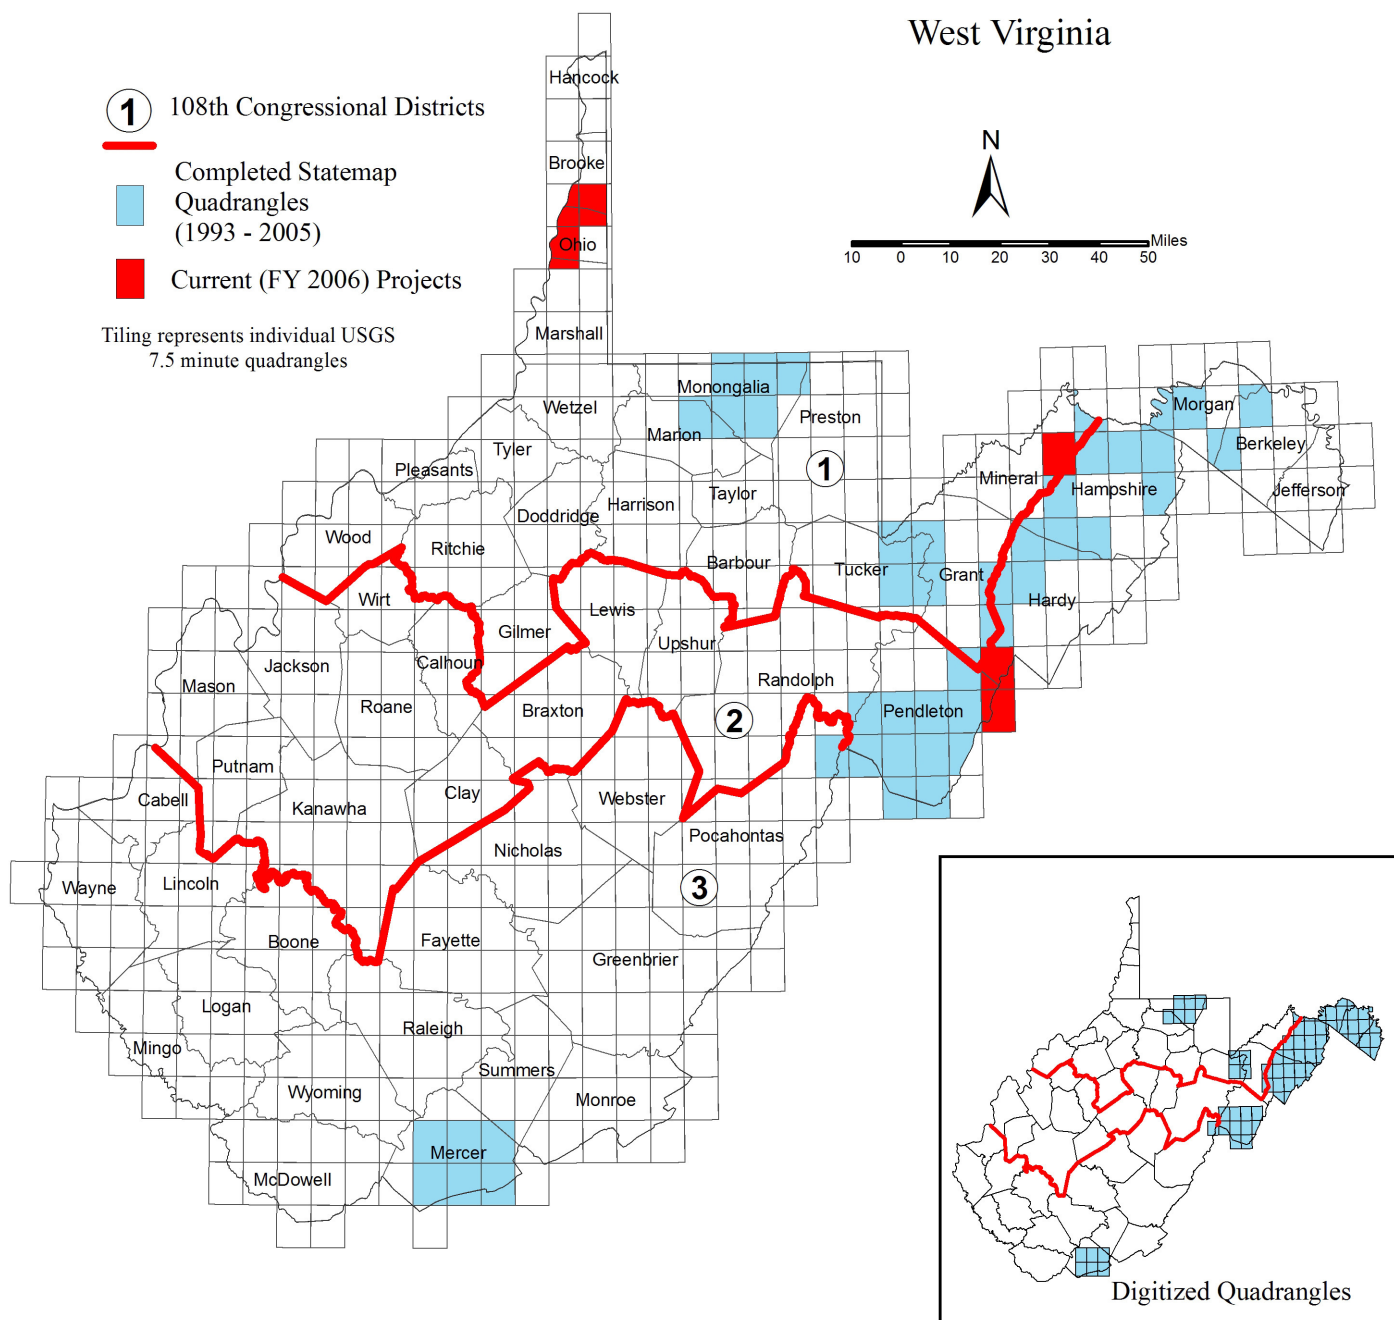 West Virginia
1 108th Congressional Districts
Completed Statemap
Quadrangles
(1993 - 2005)
Current (FY 2006) Projects
Tiling represents individual USGS
7.5 minute quadrangles
N
Miles
10 0 10 20 30 40 50
Hancock
Brooke
Ohio
Marshall
Monongalia
Wetzel
Marion
Preston
Morgan
Berkeley
Jefferson
Tyler
Pleasants
1
Mineral
Hampshire
Harrison
Taylor
Doddridge
Wood
Ritchie
Barbour
Tucker
Grant
Hardy
Wirt
Lewis
Gilmer
Upshur
Calhoun
Jackson
Mason
Roane
Braxton
Randolph
2
Pendleton
Putnam
Cabell
Kanawha
Clay
Webster
Pocahontas
Nicholas
Wayne
Lincoln
3
Boone
Fayette
Greenbrier
Logan
Raleigh
Mingo
Summers
Wyoming
Monroe
Mercer
McDowell
Digitized Quadrangles